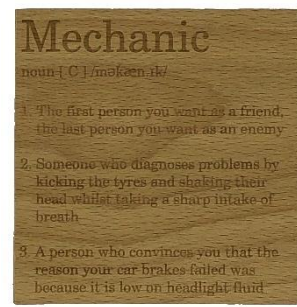 Mechanic
noun [ C ] /məkæn.ɪk/
1. The first person you want as a friend,
the last person you want as an enemy
2. Someone who diagnoses problems by
kicking the tyres and shaking their
head whilst taking a sharp intake of
breath
3. A person who convinces you that the
reason your car brakes failed was
because it is low on headlight fluid